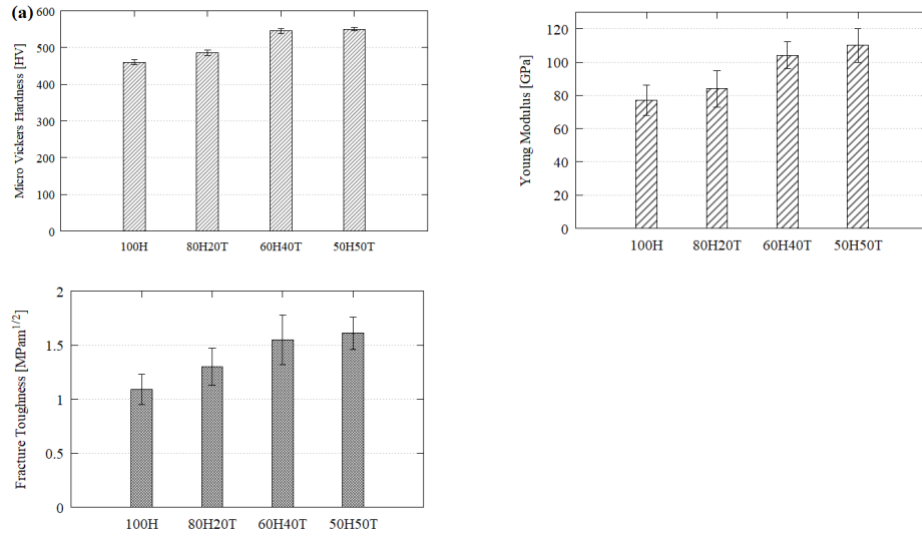 (a)
Micro Vickers Hardness [HV]
600
500
400
300
200
100
0
100H 80H20T 60H40T 50H50T
Young Modulus [GPa]
120
100
80
60
40
20
0
100H 80H20T 60H40T 50H50T
Fracture Toughness [MPam1/2]
2
1.5
1
0.5
0
100H 80H20T 60H40T 50H50T